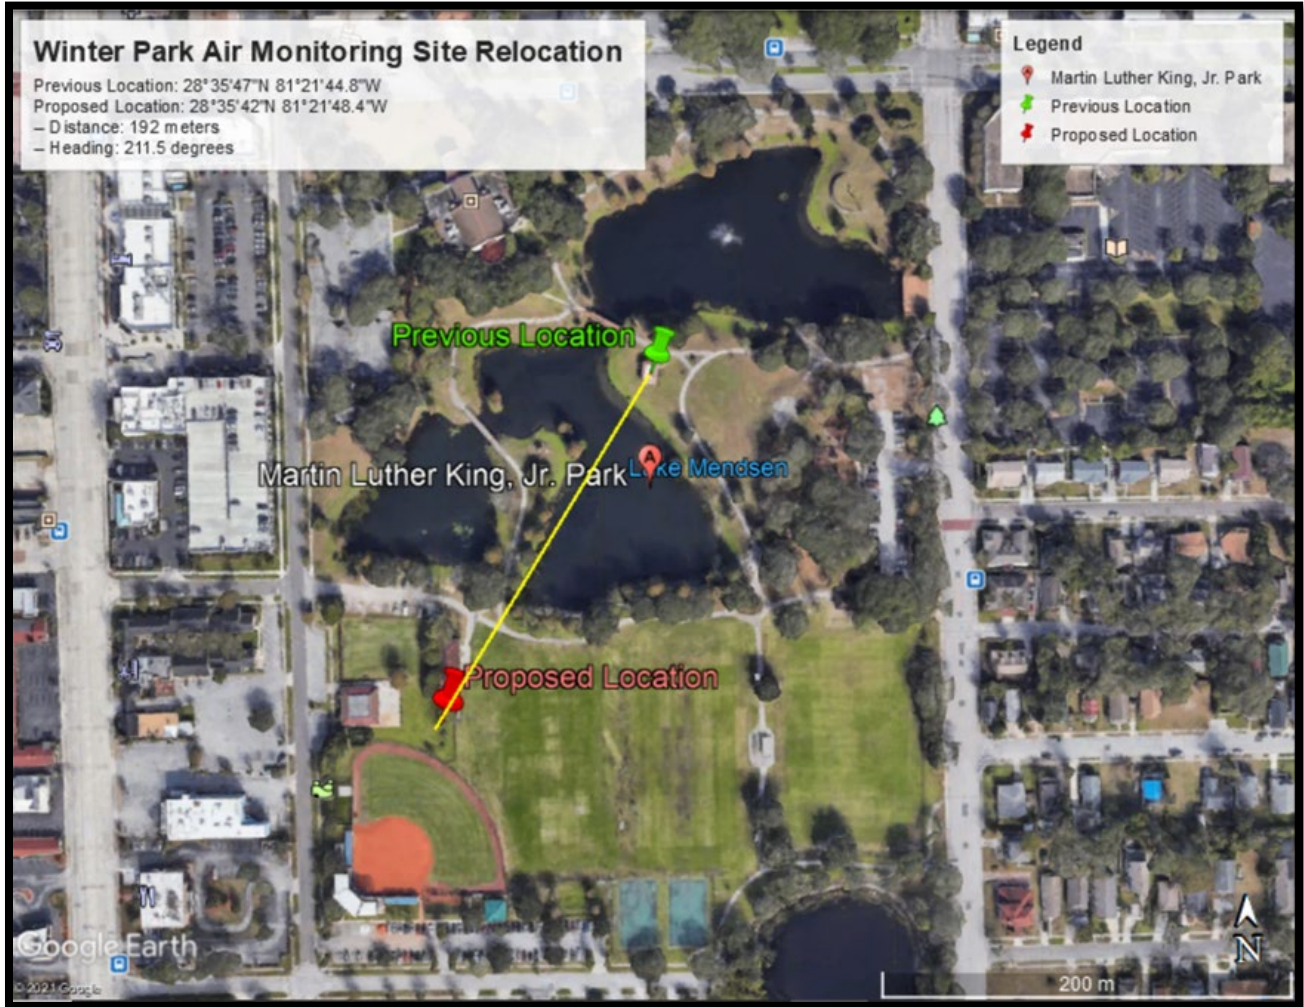 Winter Park Air Monitoring Site Relocation
Previous Location: 28°35'47"N 81°21'44.8"W
Proposed Location: 28°35'42"N 81°21'48.4"W
– Distance: 192 meters
– Heading: 211.5 degrees
Legend
Martin Luther King, Jr. Park
Previous Location
Proposed Location
Previous Location
A
Martin Luther King, Jr. Park
Lake Mendsen
Proposed Location
Google Earth
© 2021 Google
N
200 m